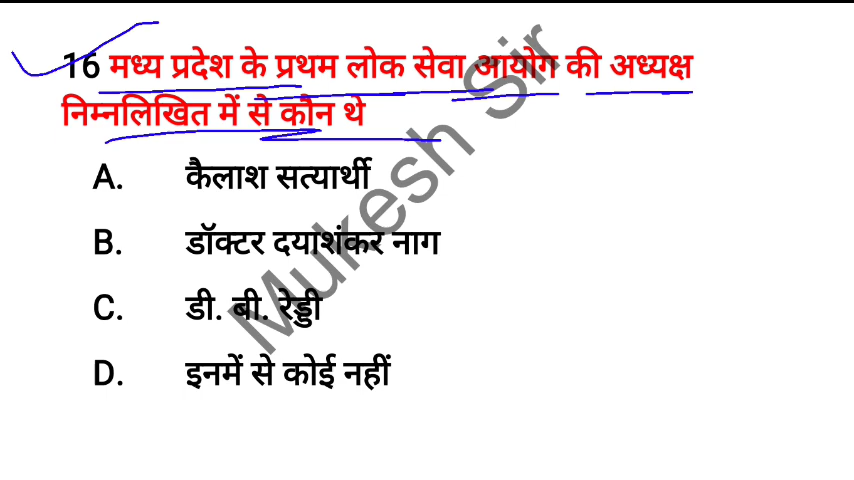 16 मध्य प्रदेश के प्रथम लोक सेवा आयोग की अध्यक्ष
निम्नलिखित में से कौन थे
A. कैलाश सत्यार्थी
B. डॉक्टर दयाशंकर नाग
C. डी. बी. रेड्डी
D. इनमें से कोई नहीं
Mukesh Sir